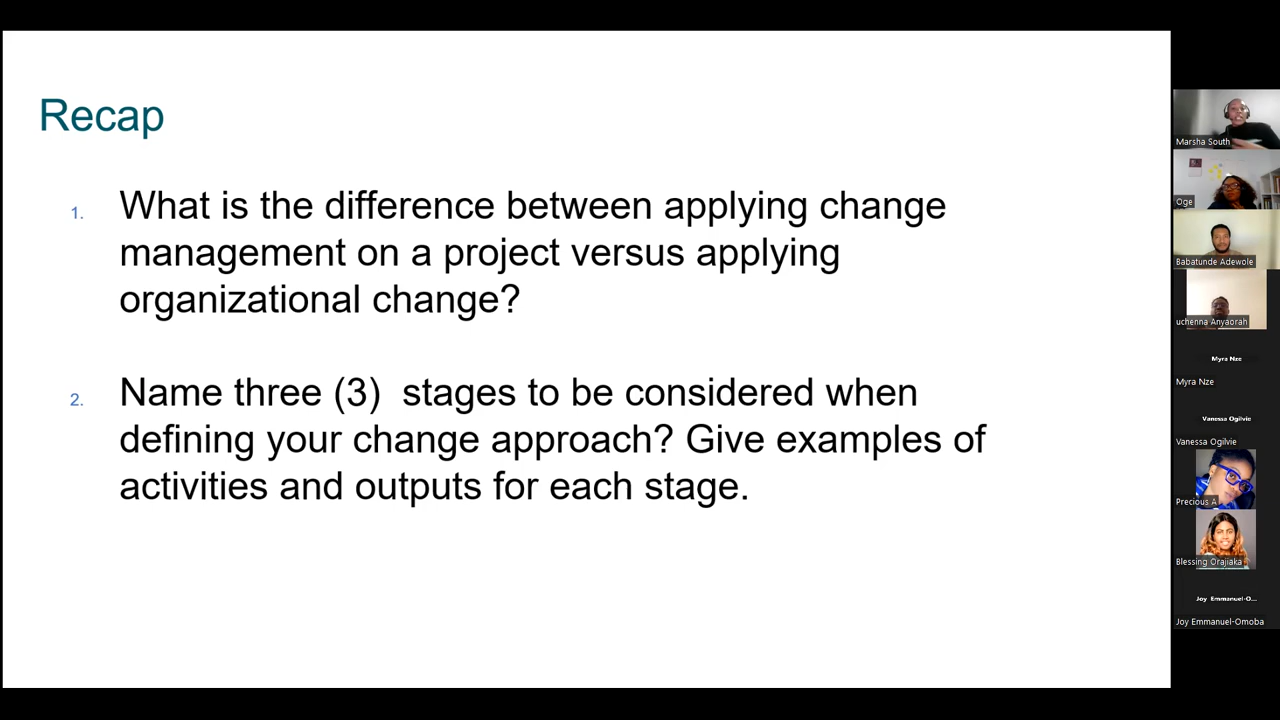 Recap
1. What is the difference between applying change
management on a project versus applying
organizational change?
2. Name three (3)  stages to be considered when
defining your change approach? Give examples of
activities and outputs for each stage.
Marsha South
Oge
Babatunde Adewole
uchenna Anyaorah
Myra Nze
Myra Nze
Vanessa Ogilvie
Vanessa Ogilvie
Precious A
Blessing Orajiaka
Joy Emmanuel-O...
Joy Emmanuel-Omoba